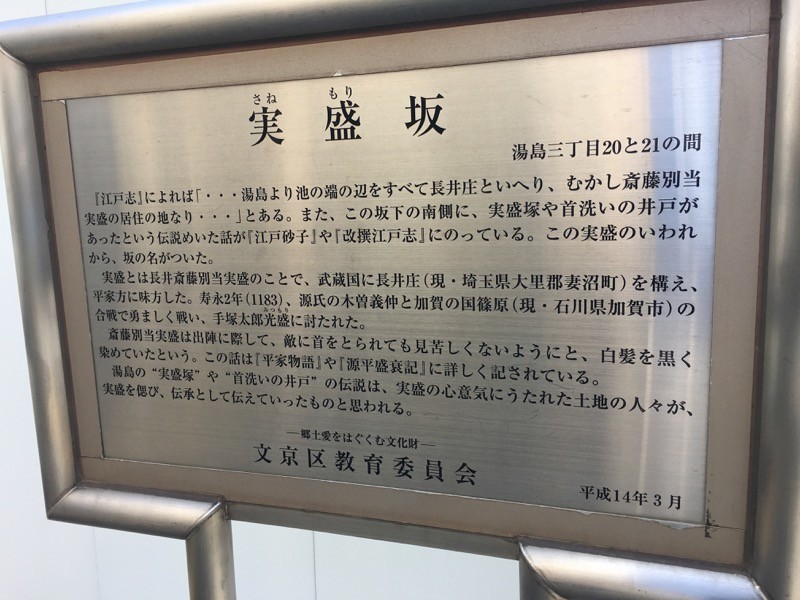 さね もり
実盛坂
湯島三丁目20と21の間
『江戸志』によれば「・・・湯島より池の端の辺をすべて長井庄といへり、むかし斎藤別当
実盛の居住の地なり・・・」とある。また、この坂下の南側に、実盛塚や首洗いの井戸が
あったという伝説めいた話が『江戸砂子』や『改撰江戸志』にのっている。この実盛のいわれ
から、坂の名がついた。
実盛とは長井斎藤別当実盛のことで、武蔵国に長井庄（現・埼玉県大里郡妻沼町）を構え、
平家方に味方した。寿永2年（1183）、源氏の木曽義仲と加賀の国篠原（現・石川県加賀市）の
みつもり
合戦で勇ましく戦い、手塚太郎光盛に討たれた。
斎藤別当実盛は出陣に際して、敵に首をとられても見苦しくないようにと、白髪を黒く
染めていたという。この話は『平家物語』や『源平盛衰記』に詳しく記されている。
湯島の“実盛塚”や“首洗いの井戸”の伝説は、実盛の心意気にうたれた土地の人々が、
実盛を偲び、伝承として伝えていったものと思われる。
―郷土愛をはぐくむ文化財―
文京区教育委員会
平成14年3月